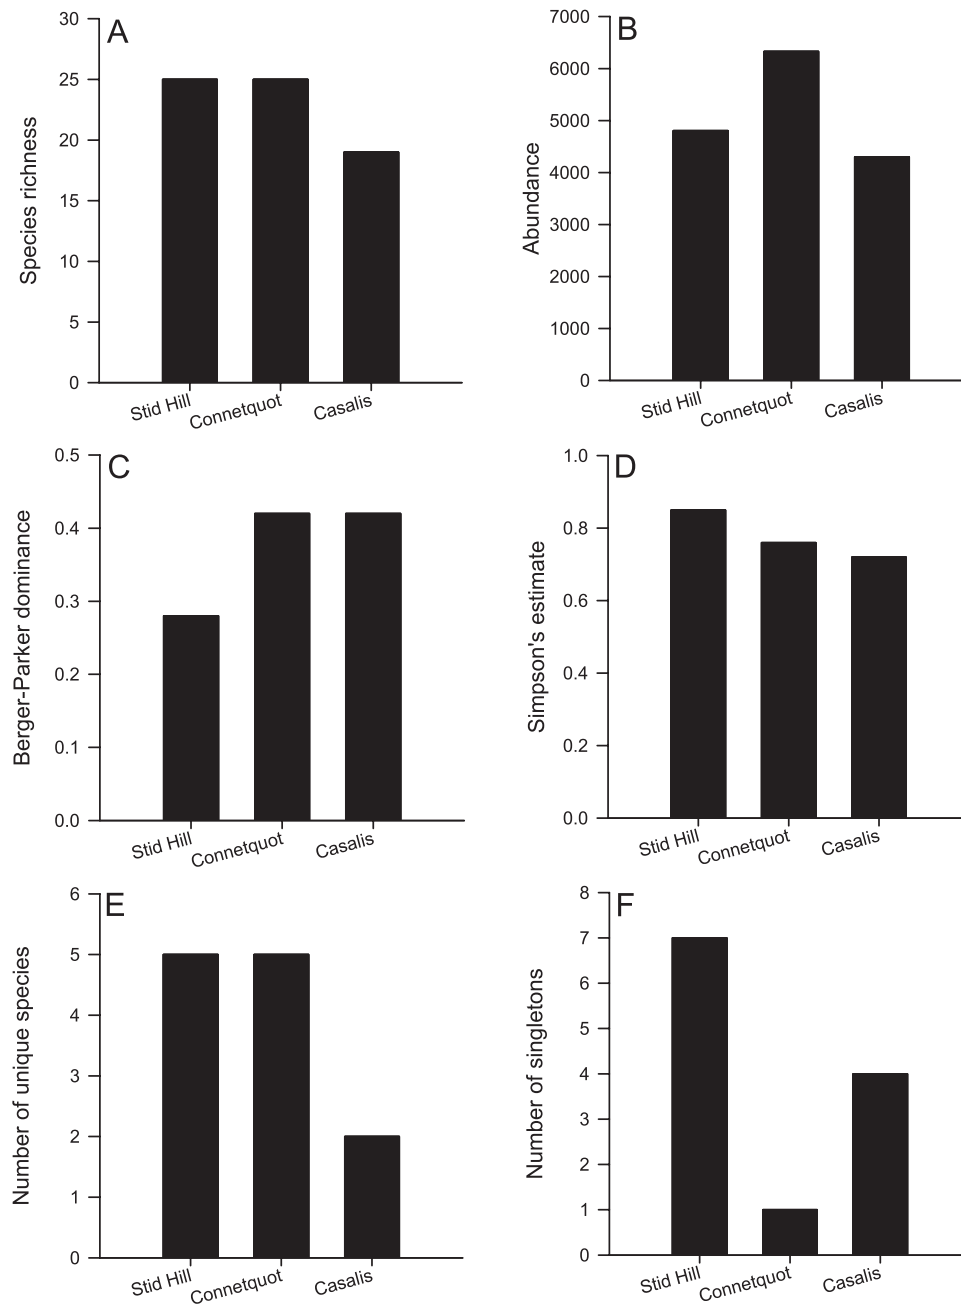 A
Species richness
30
25
20
15
10
5
0
Stid Hill
Connetquot
Casalis
B
Abundance
7000
6000
5000
4000
3000
2000
1000
0
Stid Hill
Connetquot
Casalis
C
Berger-Parker dominance
0.5
0.4
0.3
0.2
0.1
0.0
Stid Hill
Connetquot
Casalis
D
Simpson's estimate
1.0
0.8
0.6
0.4
0.2
0.0
Stid Hill
Connetquot
Casalis
E
Number of unique species
6
5
4
3
2
1
0
Stid Hill
Connetquot
Casalis
F
Number of singletons
8
7
6
5
4
3
2
1
0
Stid Hill
Connetquot
Casalis